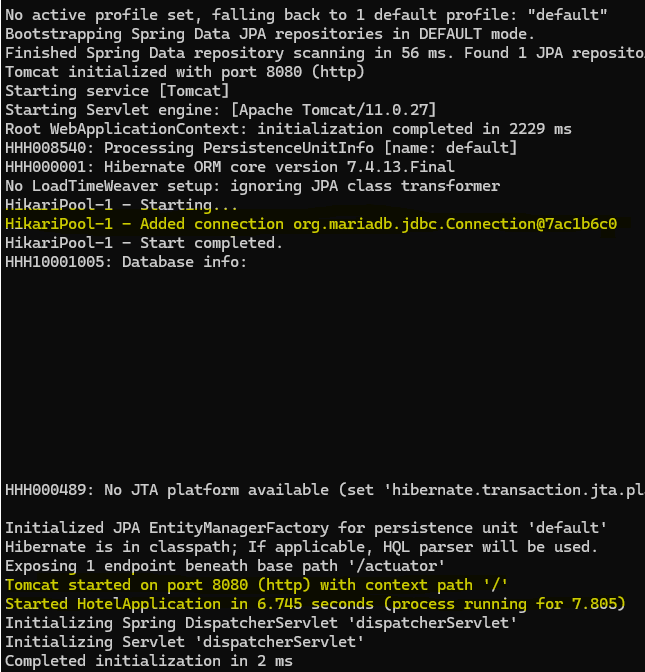 No active profile set, falling back to 1 default profile: "default"
Bootstrapping Spring Data JPA repositories in DEFAULT mode.
Finished Spring Data repository scanning in 56 ms. Found 1 JPA reposito
Tomcat initialized with port 8080 (http)
Starting service [Tomcat]
Starting Servlet engine: [Apache Tomcat/11.0.27]
Root WebApplicationContext: initialization completed in 2229 ms
HHH008540: Processing PersistenceUnitInfo [name: default]
HHH000001: Hibernate ORM core version 7.4.13.Final
No LoadTimeWeaver setup: ignoring JPA class transformer
HikariPool-1 - Starting...
HikariPool-1 - Added connection org.mariadb.jdbc.Connection@7ac1b6c0
HikariPool-1 - Start completed.
HHH10001005: Database info:
HHH000489: No JTA platform available (set 'hibernate.transaction.jta.pl
Initialized JPA EntityManagerFactory for persistence unit 'default'
Hibernate is in classpath; If applicable, HQL parser will be used.
Exposing 1 endpoint beneath base path '/actuator'
Tomcat started on port 8080 (http) with context path '/'
Started HotelApplication in 6.745 seconds (process running for 7.805)
Initializing Spring DispatcherServlet 'dispatcherServlet'
Initializing Servlet 'dispatcherServlet'
Completed initialization in 2 ms